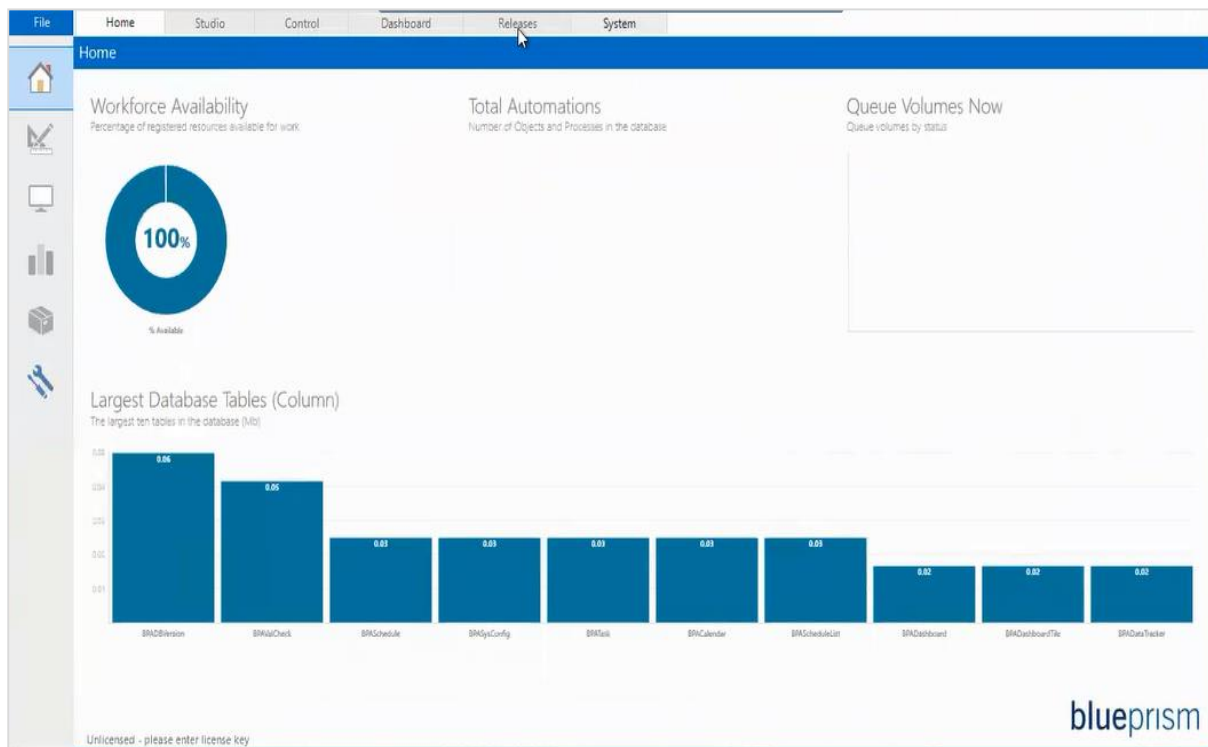 File Home Studio Control Dashboard Releases System
Home
Workforce Availability
Percentage of registered resources available for work
Total Automations
Number of Objects and Processes in the database
Queue Volumes Now
Queue volumes by status
100%
% Available
Largest Database Tables (Column)
The largest ten tables in the database (Mb)
0.06 0.05 0.03 0.03 0.03 0.03 0.03 0.02 0.02 0.02
0.01
BPADBVersion BPAValCheck BPASchedule BPASysConfig BPATask BPACalendar BPAScheduleList BPADashboard BPADashboardTile BPADataTracker
blueprism
Unlicensed - please enter license key